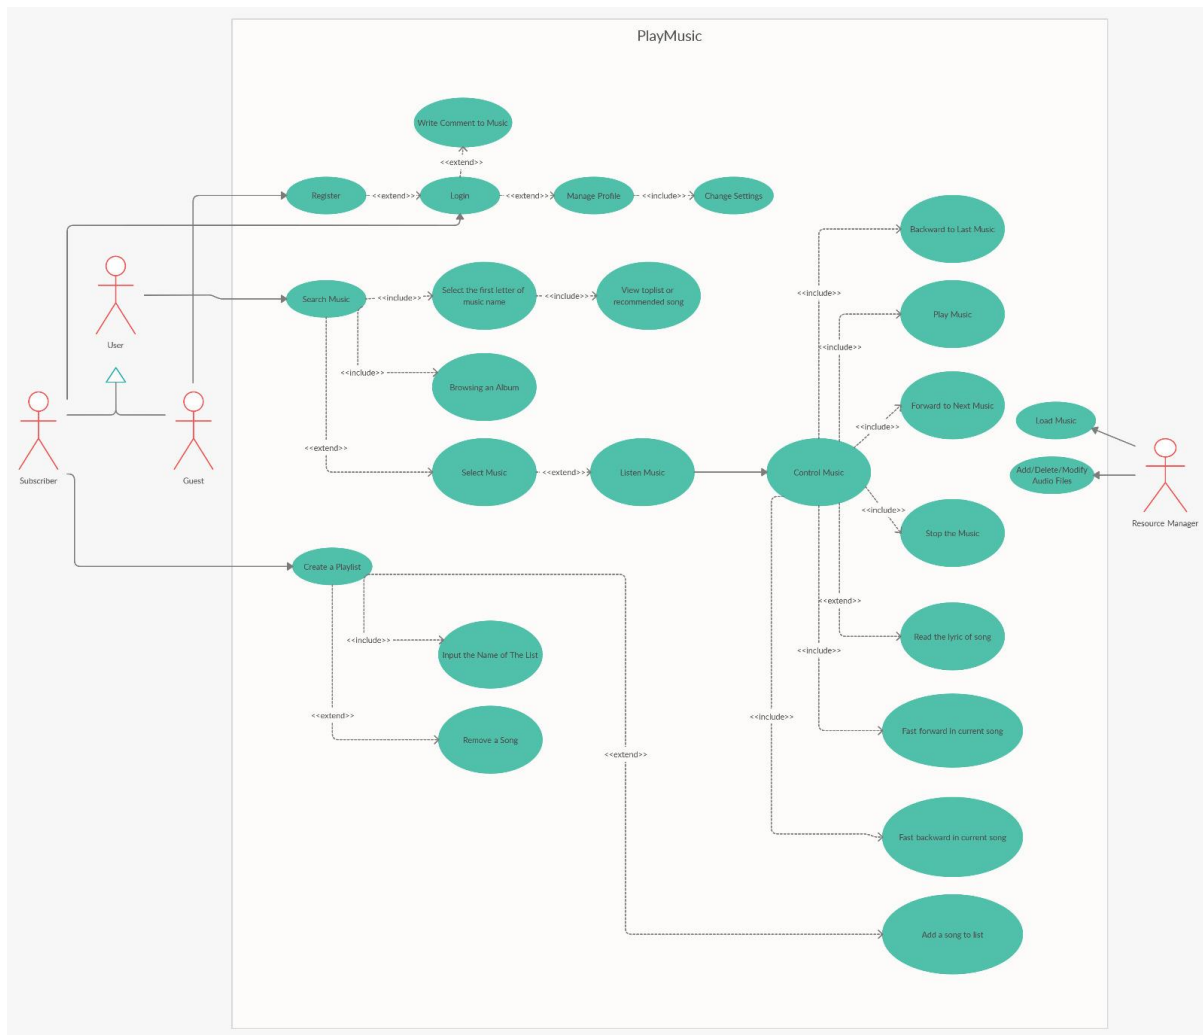 PlayMusic
Write Comment to Music
<<extend>>
Register
<<extend>>
Login
<<extend>>
Manage Profile
<<include>>
Change Settings
Backward to Last Music
User
Search Music
<<include>>
Select the first letter of
music name
<<include>>
View toplist or
recommended song
<<include>>
Play Music
<<include>>
<<include>>
Browsing an Album
Forward to Next Music
<<include>>
Load Music
<<extend>>
Subscriber
Guest
Select Music
<<extend>>
Listen Music
Control Music
Add/Delete/Modify
Audio Files
Resource Manager
<<include>>
Stop the Music
Create a Playlist
<<extend>>
Read the lyric of song
<<include>>
Input the Name of The List
<<include>>
<<extend>>
<<include>>
Remove a Song
Fast forward in current song
<<extend>>
Fast backward in current song
Add a song to list